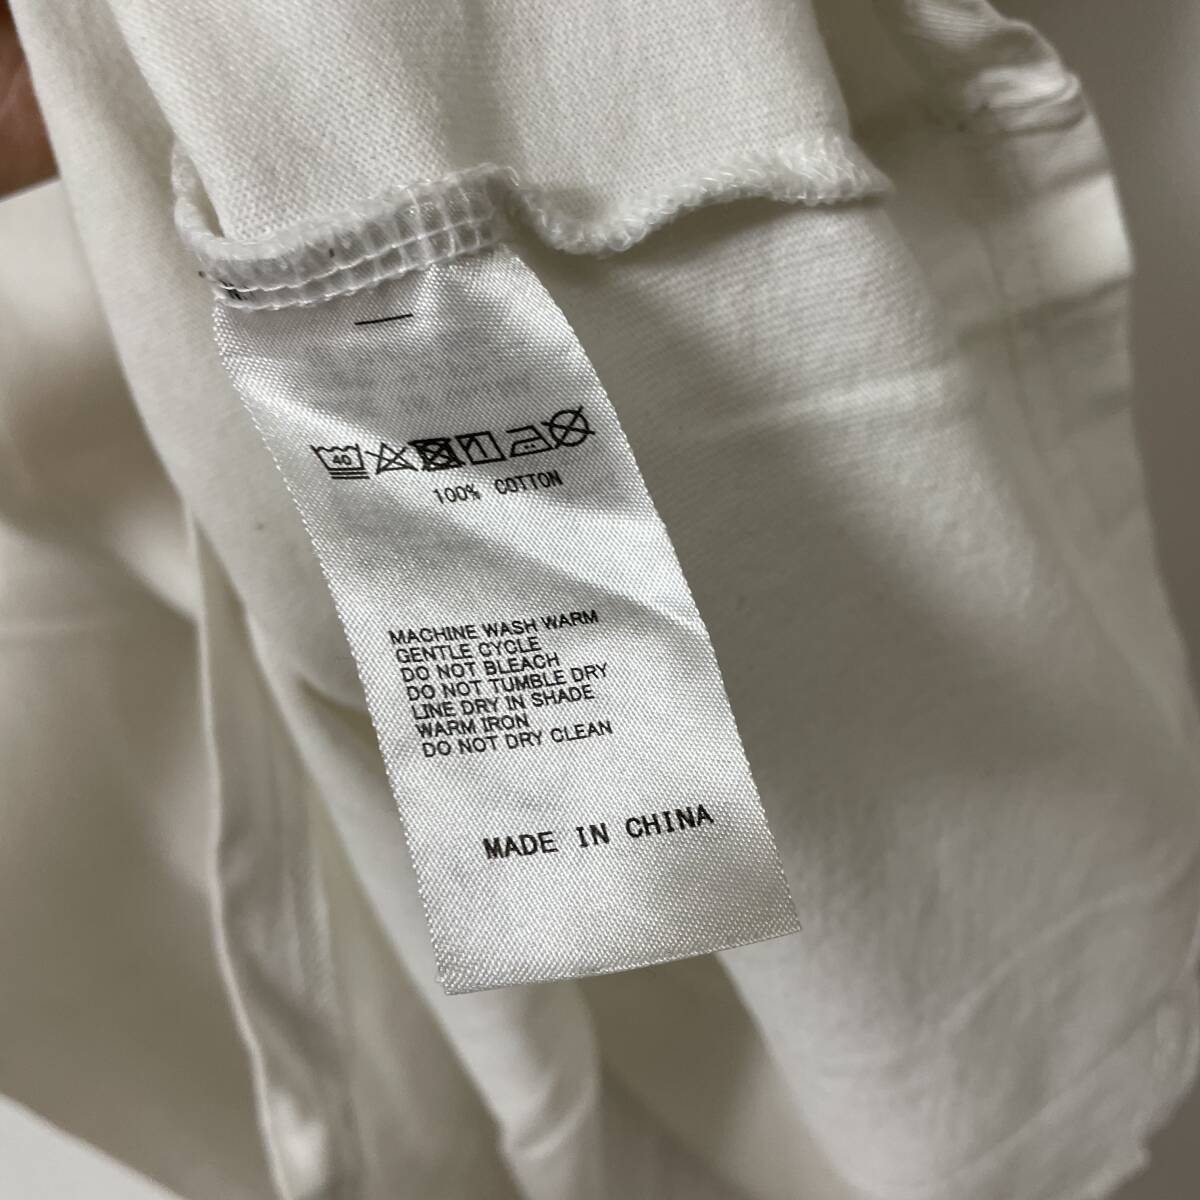 40
100% COTTON
MACHINE WASH WARM
GENTLE CYCLE
DO NOT BLEACH
DO NOT TUMBLE DRY
LINE DRY IN SHADE
WARM IRON
DO NOT DRY CLEAN
MADE IN CHINA